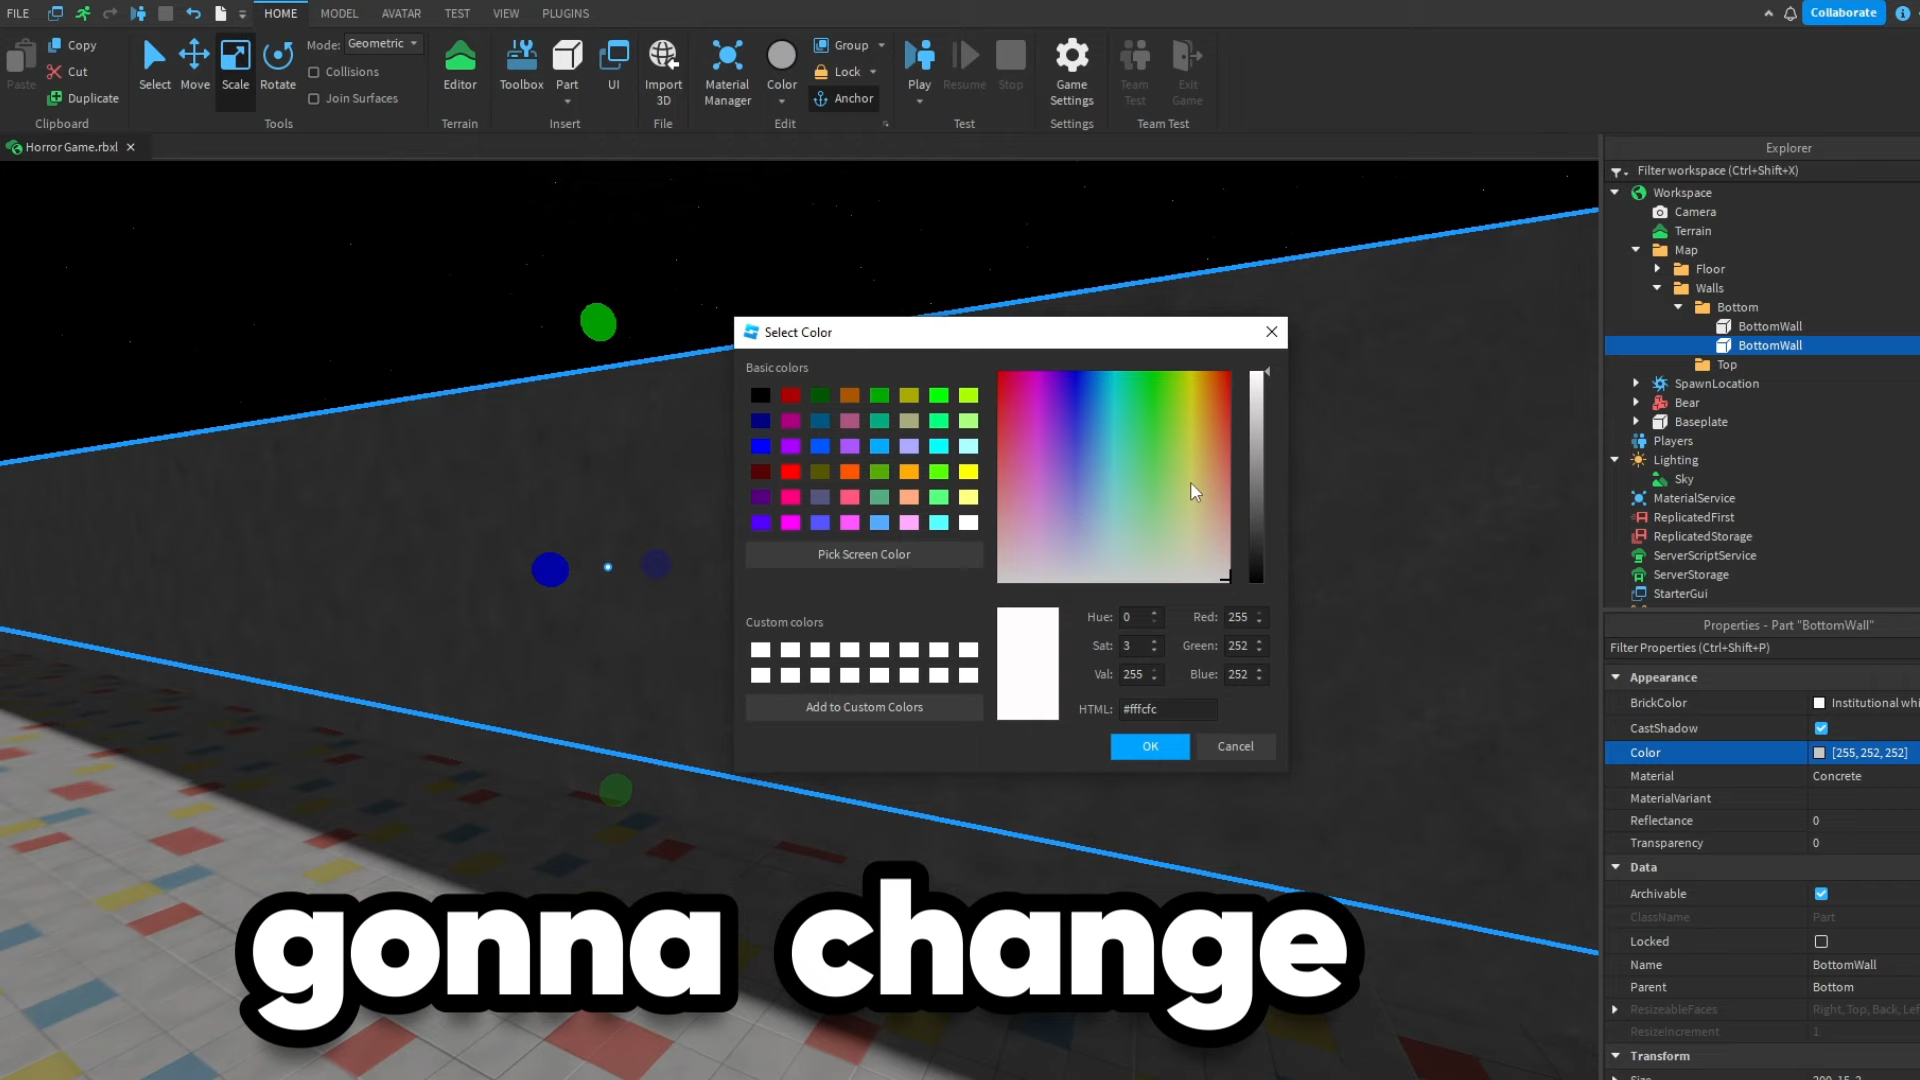 FILE HOME MODEL AVATAR TEST VIEW PLUGINS Collaborate
Paste Copy Cut Duplicate Clipboard
Select Move Scale Rotate Mode: Geometric Collisions Join Surfaces Tools
Editor Terrain
Toolbox Part UI Insert
Import 3D File
Material Manager Color Group Lock Anchor Edit
Play Resume Stop Test
Game Settings Settings
Team Test Exit Game Team Test
Horror Game.rbxl
Explorer
Filter workspace (Ctrl+Shift+X)
Workspace
Camera
Terrain
Map
Floor
Walls
Bottom
BottomWall
BottomWall
Top
SpawnLocation
Bear
Baseplate
Players
Lighting
Sky
MaterialService
ReplicatedFirst
ReplicatedStorage
ServerScriptService
ServerStorage
StarterGui
Select Color
Basic colors
Pick Screen Color
Custom colors
Add to Custom Colors
Hue: 0 Red: 255
Sat: 3 Green: 252
Val: 255 Blue: 252
HTML: #fffcfc
OK Cancel
Properties - Part "BottomWall"
Filter Properties (Ctrl+Shift+P)
Appearance
BrickColor Institutional whi
CastShadow
Color [255, 252, 252]
Material Concrete
MaterialVariant
Reflectance 0
Transparency 0
Data
Archivable
ClassName Part
Locked
Name BottomWall
Parent Bottom
ResizeableFaces Right, Top, Back, Lef
ResizeIncrement 1
Transform
gonna change